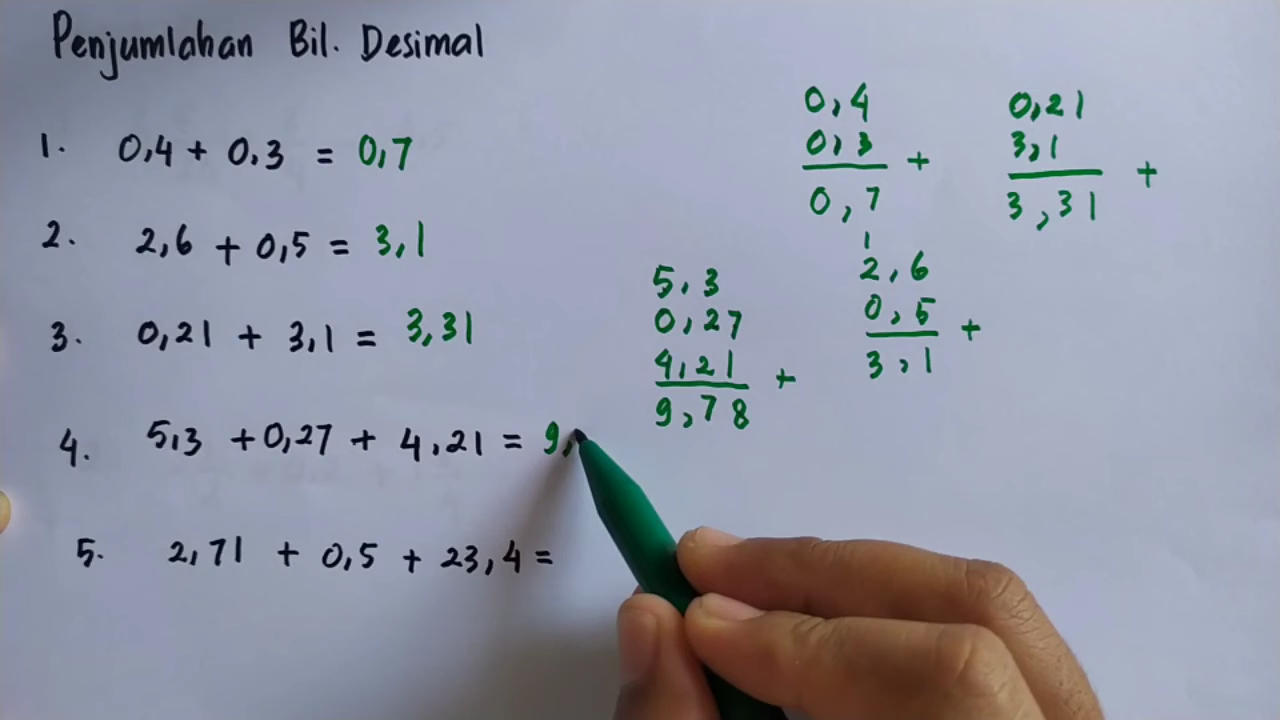 Penjumlahan Bil. Desimal
1. 0,4 + 0,3 = 0,7
2. 2,6 + 0,5 = 3,1
3. 0,21 + 3,1 = 3,31
4. 5,3 + 0,27 + 4,21 = 9,
5. 2,71 + 0,5 + 23,4 =
0,4
0,3 +
0,7
0,21
3,1 +
3,31
5,3
0,27
4,21 +
9,78
1
2,6
0,5 +
3,1